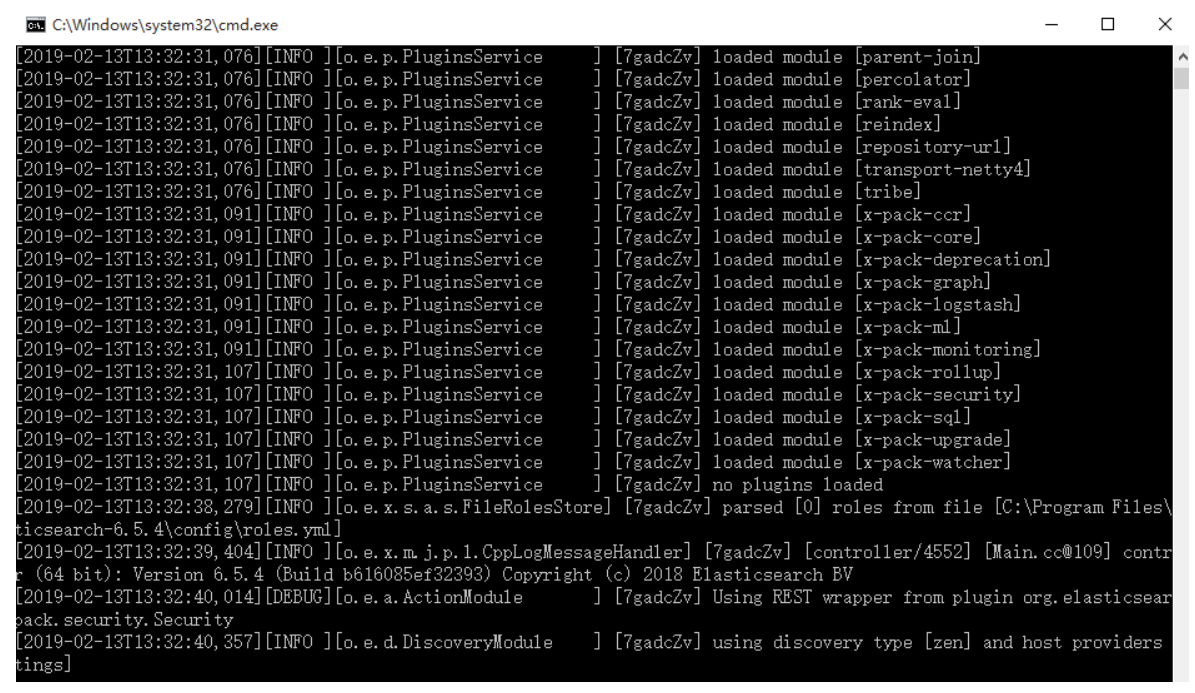 C:\Windows\system32\cmd.exe
[2019-02-13T13:32:31,076][INFO ][o.e.p.PluginsService     ] [7gadcZv] loaded module [parent-join]
[2019-02-13T13:32:31,076][INFO ][o.e.p.PluginsService     ] [7gadcZv] loaded module [percolator]
[2019-02-13T13:32:31,076][INFO ][o.e.p.PluginsService     ] [7gadcZv] loaded module [rank-eval]
[2019-02-13T13:32:31,076][INFO ][o.e.p.PluginsService     ] [7gadcZv] loaded module [reindex]
[2019-02-13T13:32:31,076][INFO ][o.e.p.PluginsService     ] [7gadcZv] loaded module [repository-url]
[2019-02-13T13:32:31,076][INFO ][o.e.p.PluginsService     ] [7gadcZv] loaded module [transport-netty4]
[2019-02-13T13:32:31,076][INFO ][o.e.p.PluginsService     ] [7gadcZv] loaded module [tribe]
[2019-02-13T13:32:31,091][INFO ][o.e.p.PluginsService     ] [7gadcZv] loaded module [x-pack-ccr]
[2019-02-13T13:32:31,091][INFO ][o.e.p.PluginsService     ] [7gadcZv] loaded module [x-pack-core]
[2019-02-13T13:32:31,091][INFO ][o.e.p.PluginsService     ] [7gadcZv] loaded module [x-pack-deprecation]
[2019-02-13T13:32:31,091][INFO ][o.e.p.PluginsService     ] [7gadcZv] loaded module [x-pack-graph]
[2019-02-13T13:32:31,091][INFO ][o.e.p.PluginsService     ] [7gadcZv] loaded module [x-pack-logstash]
[2019-02-13T13:32:31,091][INFO ][o.e.p.PluginsService     ] [7gadcZv] loaded module [x-pack-ml]
[2019-02-13T13:32:31,091][INFO ][o.e.p.PluginsService     ] [7gadcZv] loaded module [x-pack-monitoring]
[2019-02-13T13:32:31,107][INFO ][o.e.p.PluginsService     ] [7gadcZv] loaded module [x-pack-rollup]
[2019-02-13T13:32:31,107][INFO ][o.e.p.PluginsService     ] [7gadcZv] loaded module [x-pack-security]
[2019-02-13T13:32:31,107][INFO ][o.e.p.PluginsService     ] [7gadcZv] loaded module [x-pack-sql]
[2019-02-13T13:32:31,107][INFO ][o.e.p.PluginsService     ] [7gadcZv] loaded module [x-pack-upgrade]
[2019-02-13T13:32:31,107][INFO ][o.e.p.PluginsService     ] [7gadcZv] loaded module [x-pack-watcher]
[2019-02-13T13:32:31,107][INFO ][o.e.p.PluginsService     ] [7gadcZv] no plugins loaded
[2019-02-13T13:32:38,279][INFO ][o.e.x.s.a.s.FileRolesStore] [7gadcZv] parsed [0] roles from file [C:\Program Files\
ticsearch-6.5.4\config\roles.yml]
[2019-02-13T13:32:39,404][INFO ][o.e.x.m.j.p.l.CppLogMessageHandler] [7gadcZv] [controller/4552] [Main.cc@109] contr
r (64 bit): Version 6.5.4 (Build b616085ef32393) Copyright (c) 2018 Elasticsearch BV
[2019-02-13T13:32:40,014][DEBUG][o.e.a.ActionModule       ] [7gadcZv] Using REST wrapper from plugin org.elasticsear
pack.security.Security
[2019-02-13T13:32:40,357][INFO ][o.e.d.DiscoveryModule    ] [7gadcZv] using discovery type [zen] and host providers
tings]